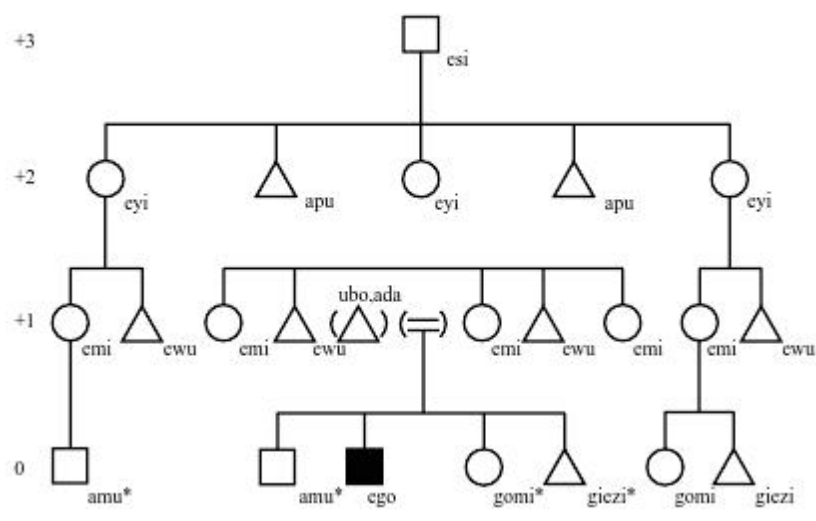 +3
esi
+2
eyi apu eyi apu eyi
ubo,ada
+1
( ) ( = )
emi ewu emi ewu emi ewu emi emi ewu
0
amu* amu* ego gomi* giezi* gomi giezi